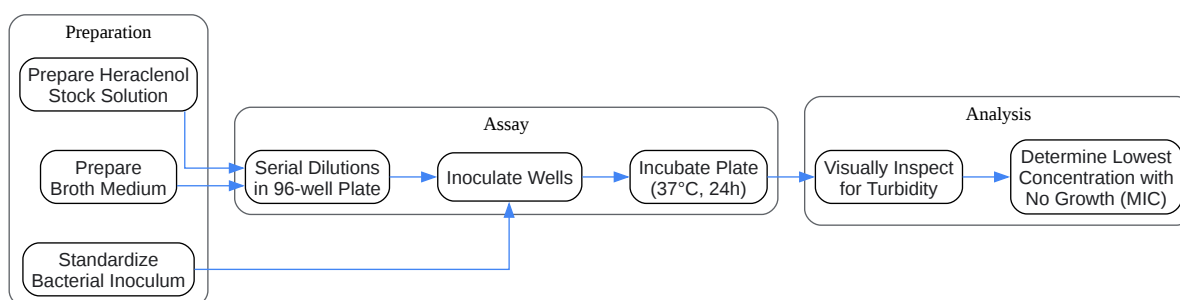 Preparation
Prepare Heraclenol
Stock Solution
Prepare
Broth Medium
Standardize
Bacterial Inoculum
Assay
Serial Dilutions
in 96-well Plate
Inoculate Wells
Incubate Plate
(37°C, 24h)
Analysis
Visually Inspect
for Turbidity
Determine Lowest
Concentration with
No Growth (MIC)